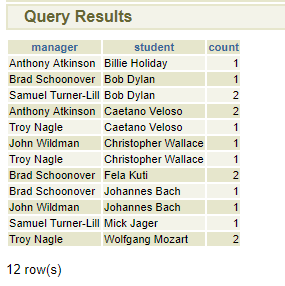 Query Results
manager student count
Anthony Atkinson Billie Holiday 1
Brad Schoonover Bob Dylan 1
Samuel Turner-Lill Bob Dylan 2
Anthony Atkinson Caetano Veloso 2
Troy Nagle Caetano Veloso 1
John Wildman Christopher Wallace 1
Troy Nagle Christopher Wallace 1
Brad Schoonover Fela Kuti 2
Brad Schoonover Johannes Bach 1
John Wildman Johannes Bach 1
Samuel Turner-Lill Mick Jager 1
Troy Nagle Wolfgang Mozart 2
12 row(s)